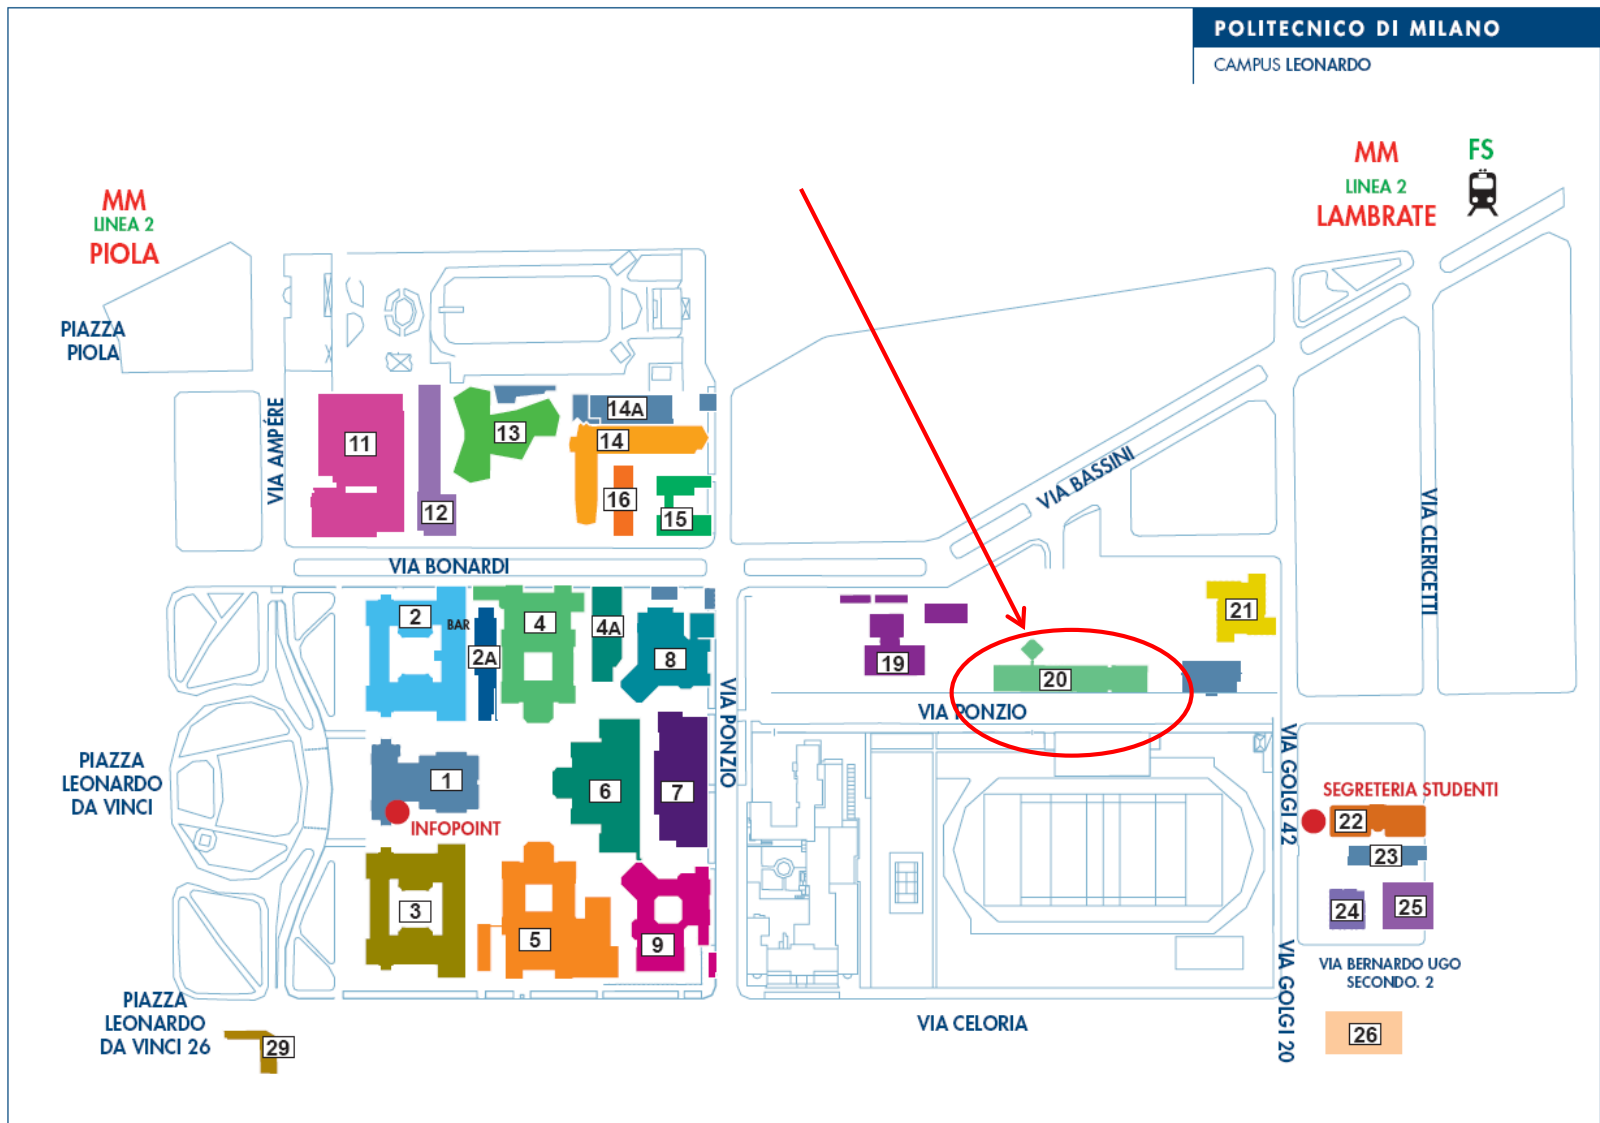 POLITECNICO DI MILANO
CAMPUS LEONARDO
MM
LINEA 2
PIOLA
MM
LINEA 2
LAMBRATE
FS
PIAZZA
PIOLA
VIA AMPÉRE
11
12
13
14A
14
16
15
VIA BASSINI
VIA CLERICETTI
VIA BONARDI
2
BAR
2A
4
4A
8
19
20
21
VIA PONZIO
VIA PONZIO
PIAZZA
LEONARDO
DA VINCI
1
INFOPOINT
6
7
VIA GOLGI 42
SEGRETERIA STUDENTI
22
23
24
25
3
5
9
VIA BERNARDO UGO
SECONDO. 2
VIA GOLGI 20
26
PIAZZA
LEONARDO
DA VINCI 26
29
VIA CELORIA